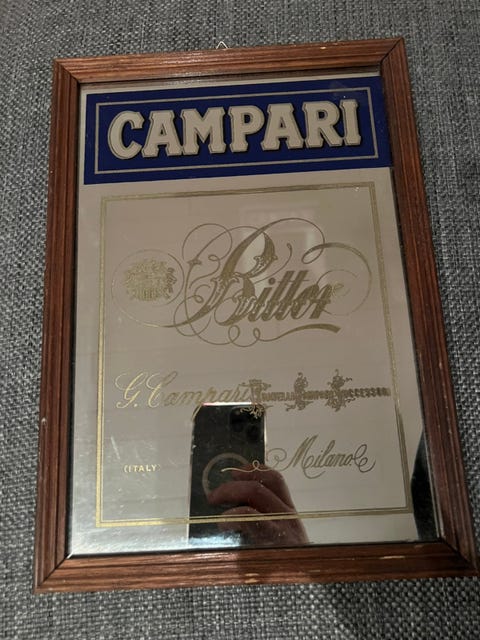 CAMPARI
Bitter
G. Campari
(ITALY) Milano